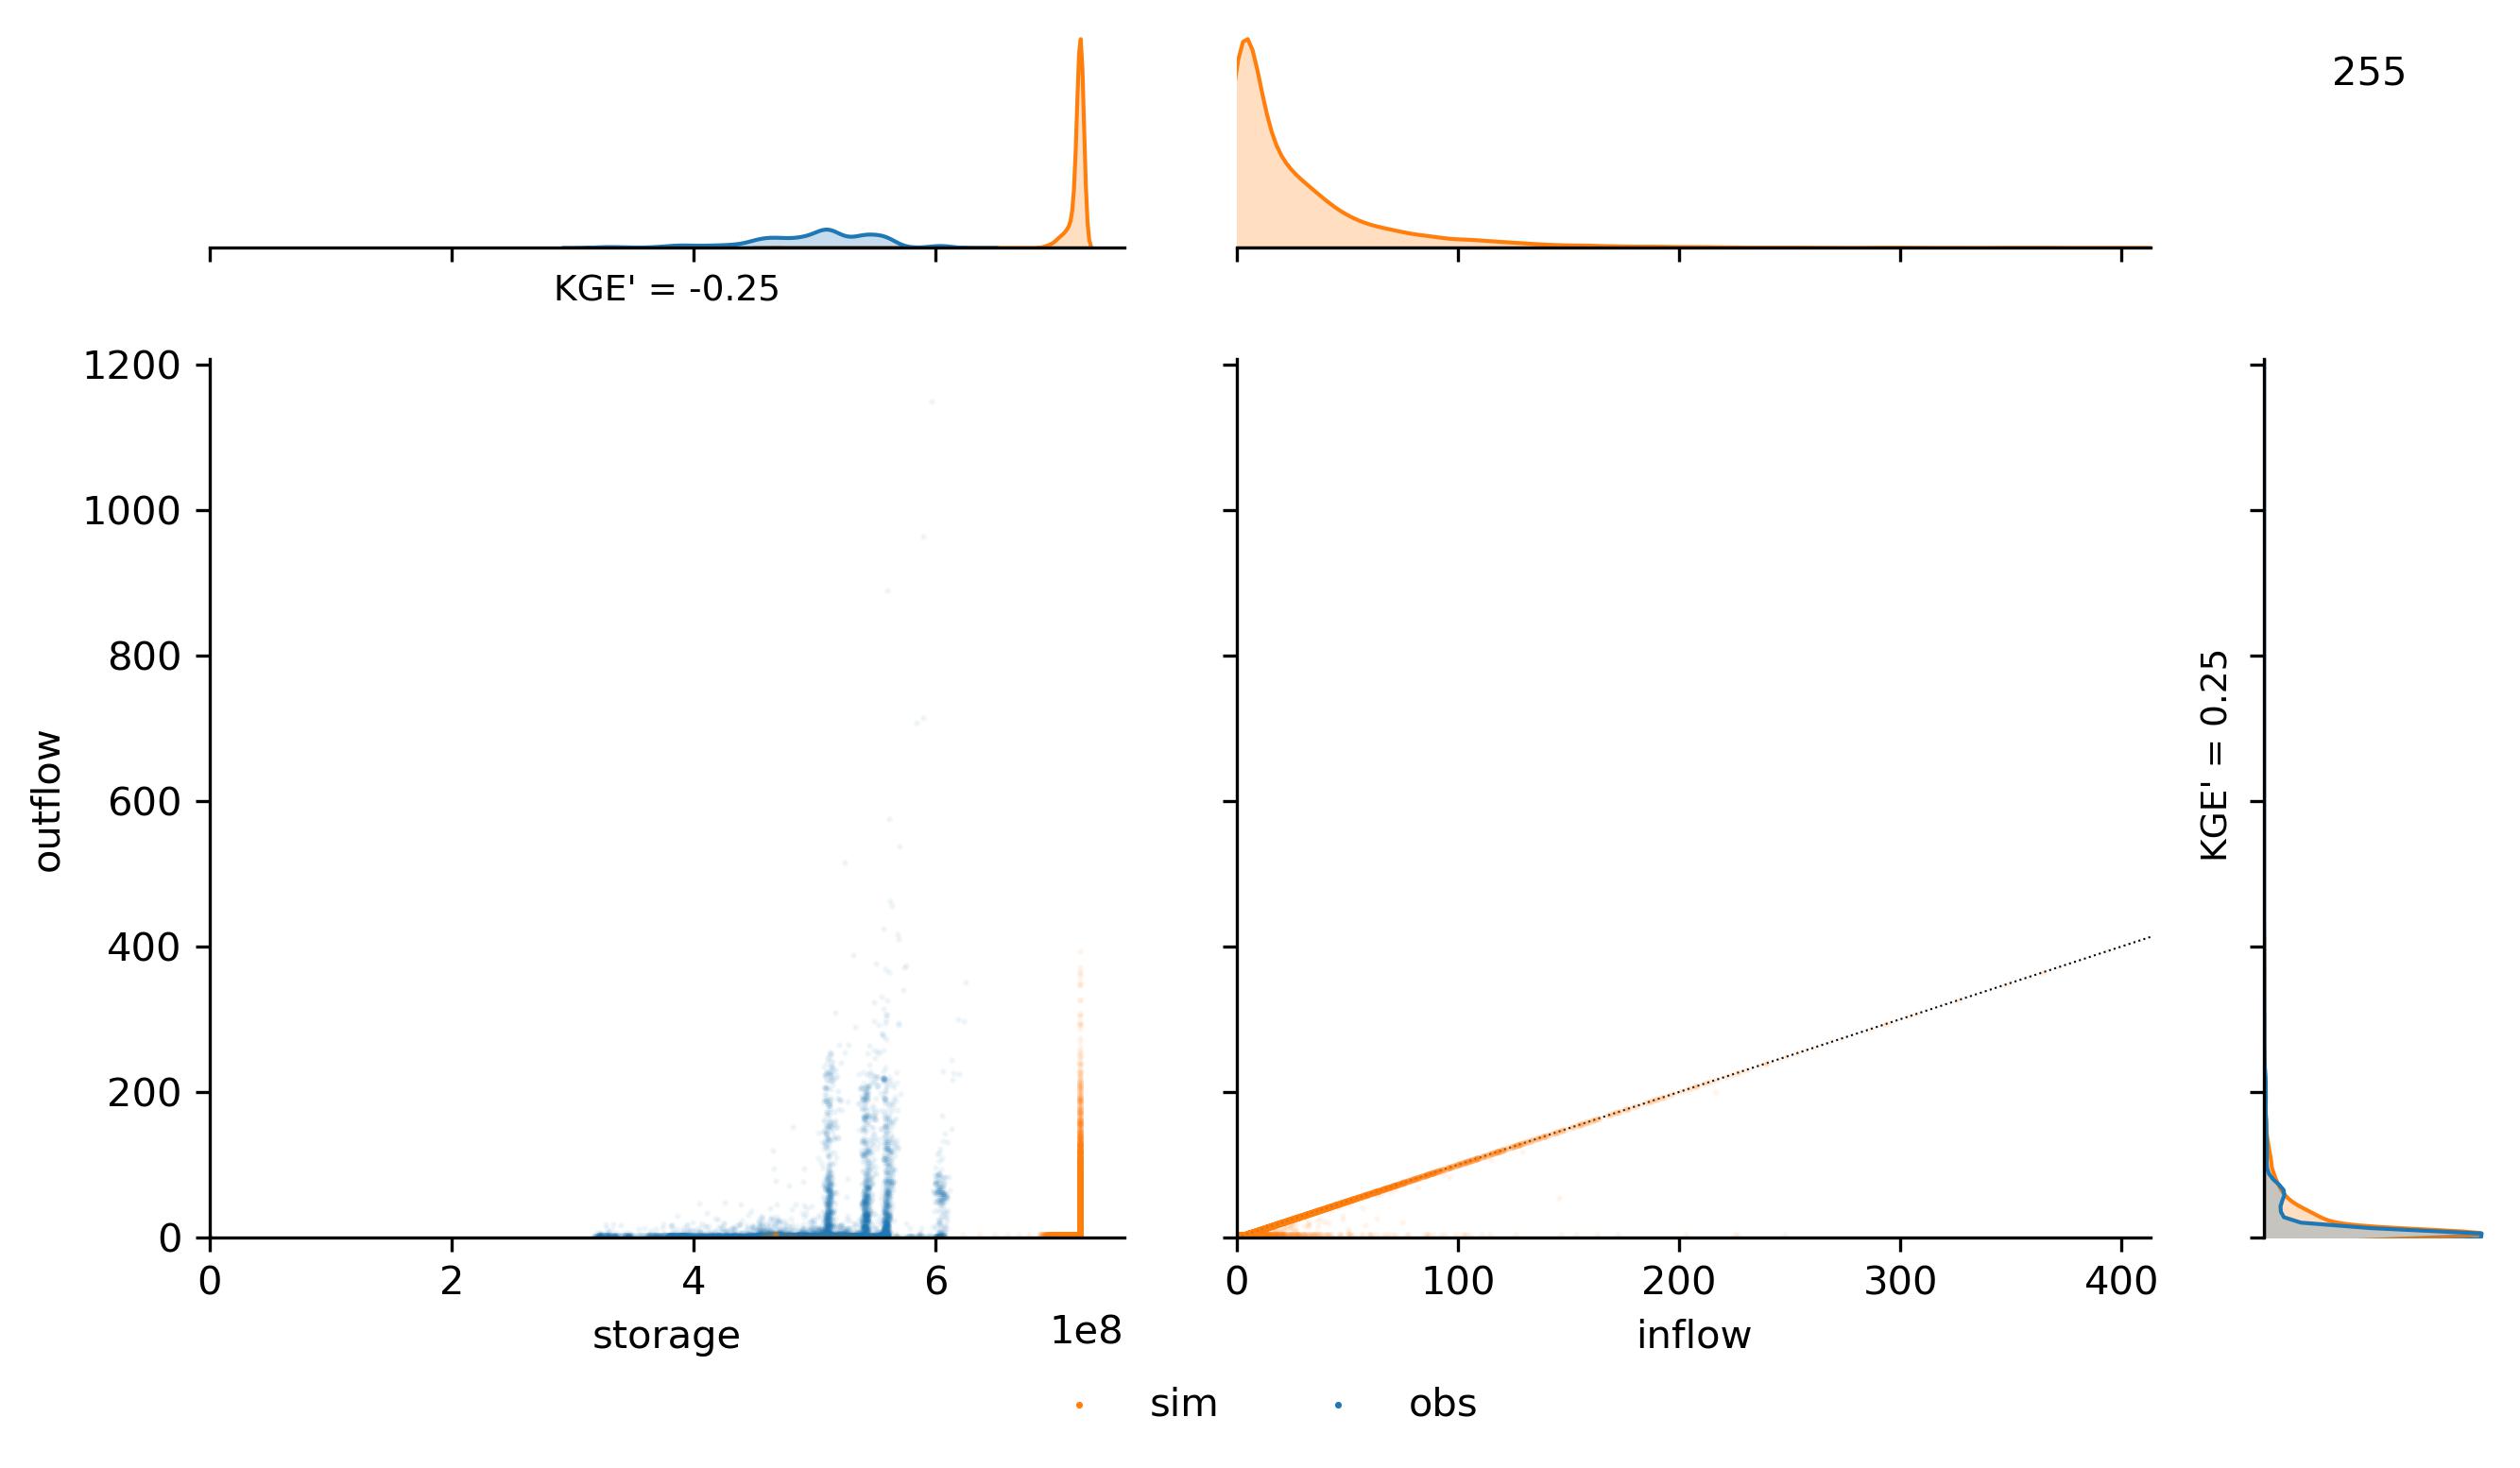 255
KGE' = -0.25
1200
1000
800
600
400
200
0
outflow
KGE' = 0.25
0 2 4 6
0 100 200 300 400
storage
1e8
inflow
sim obs